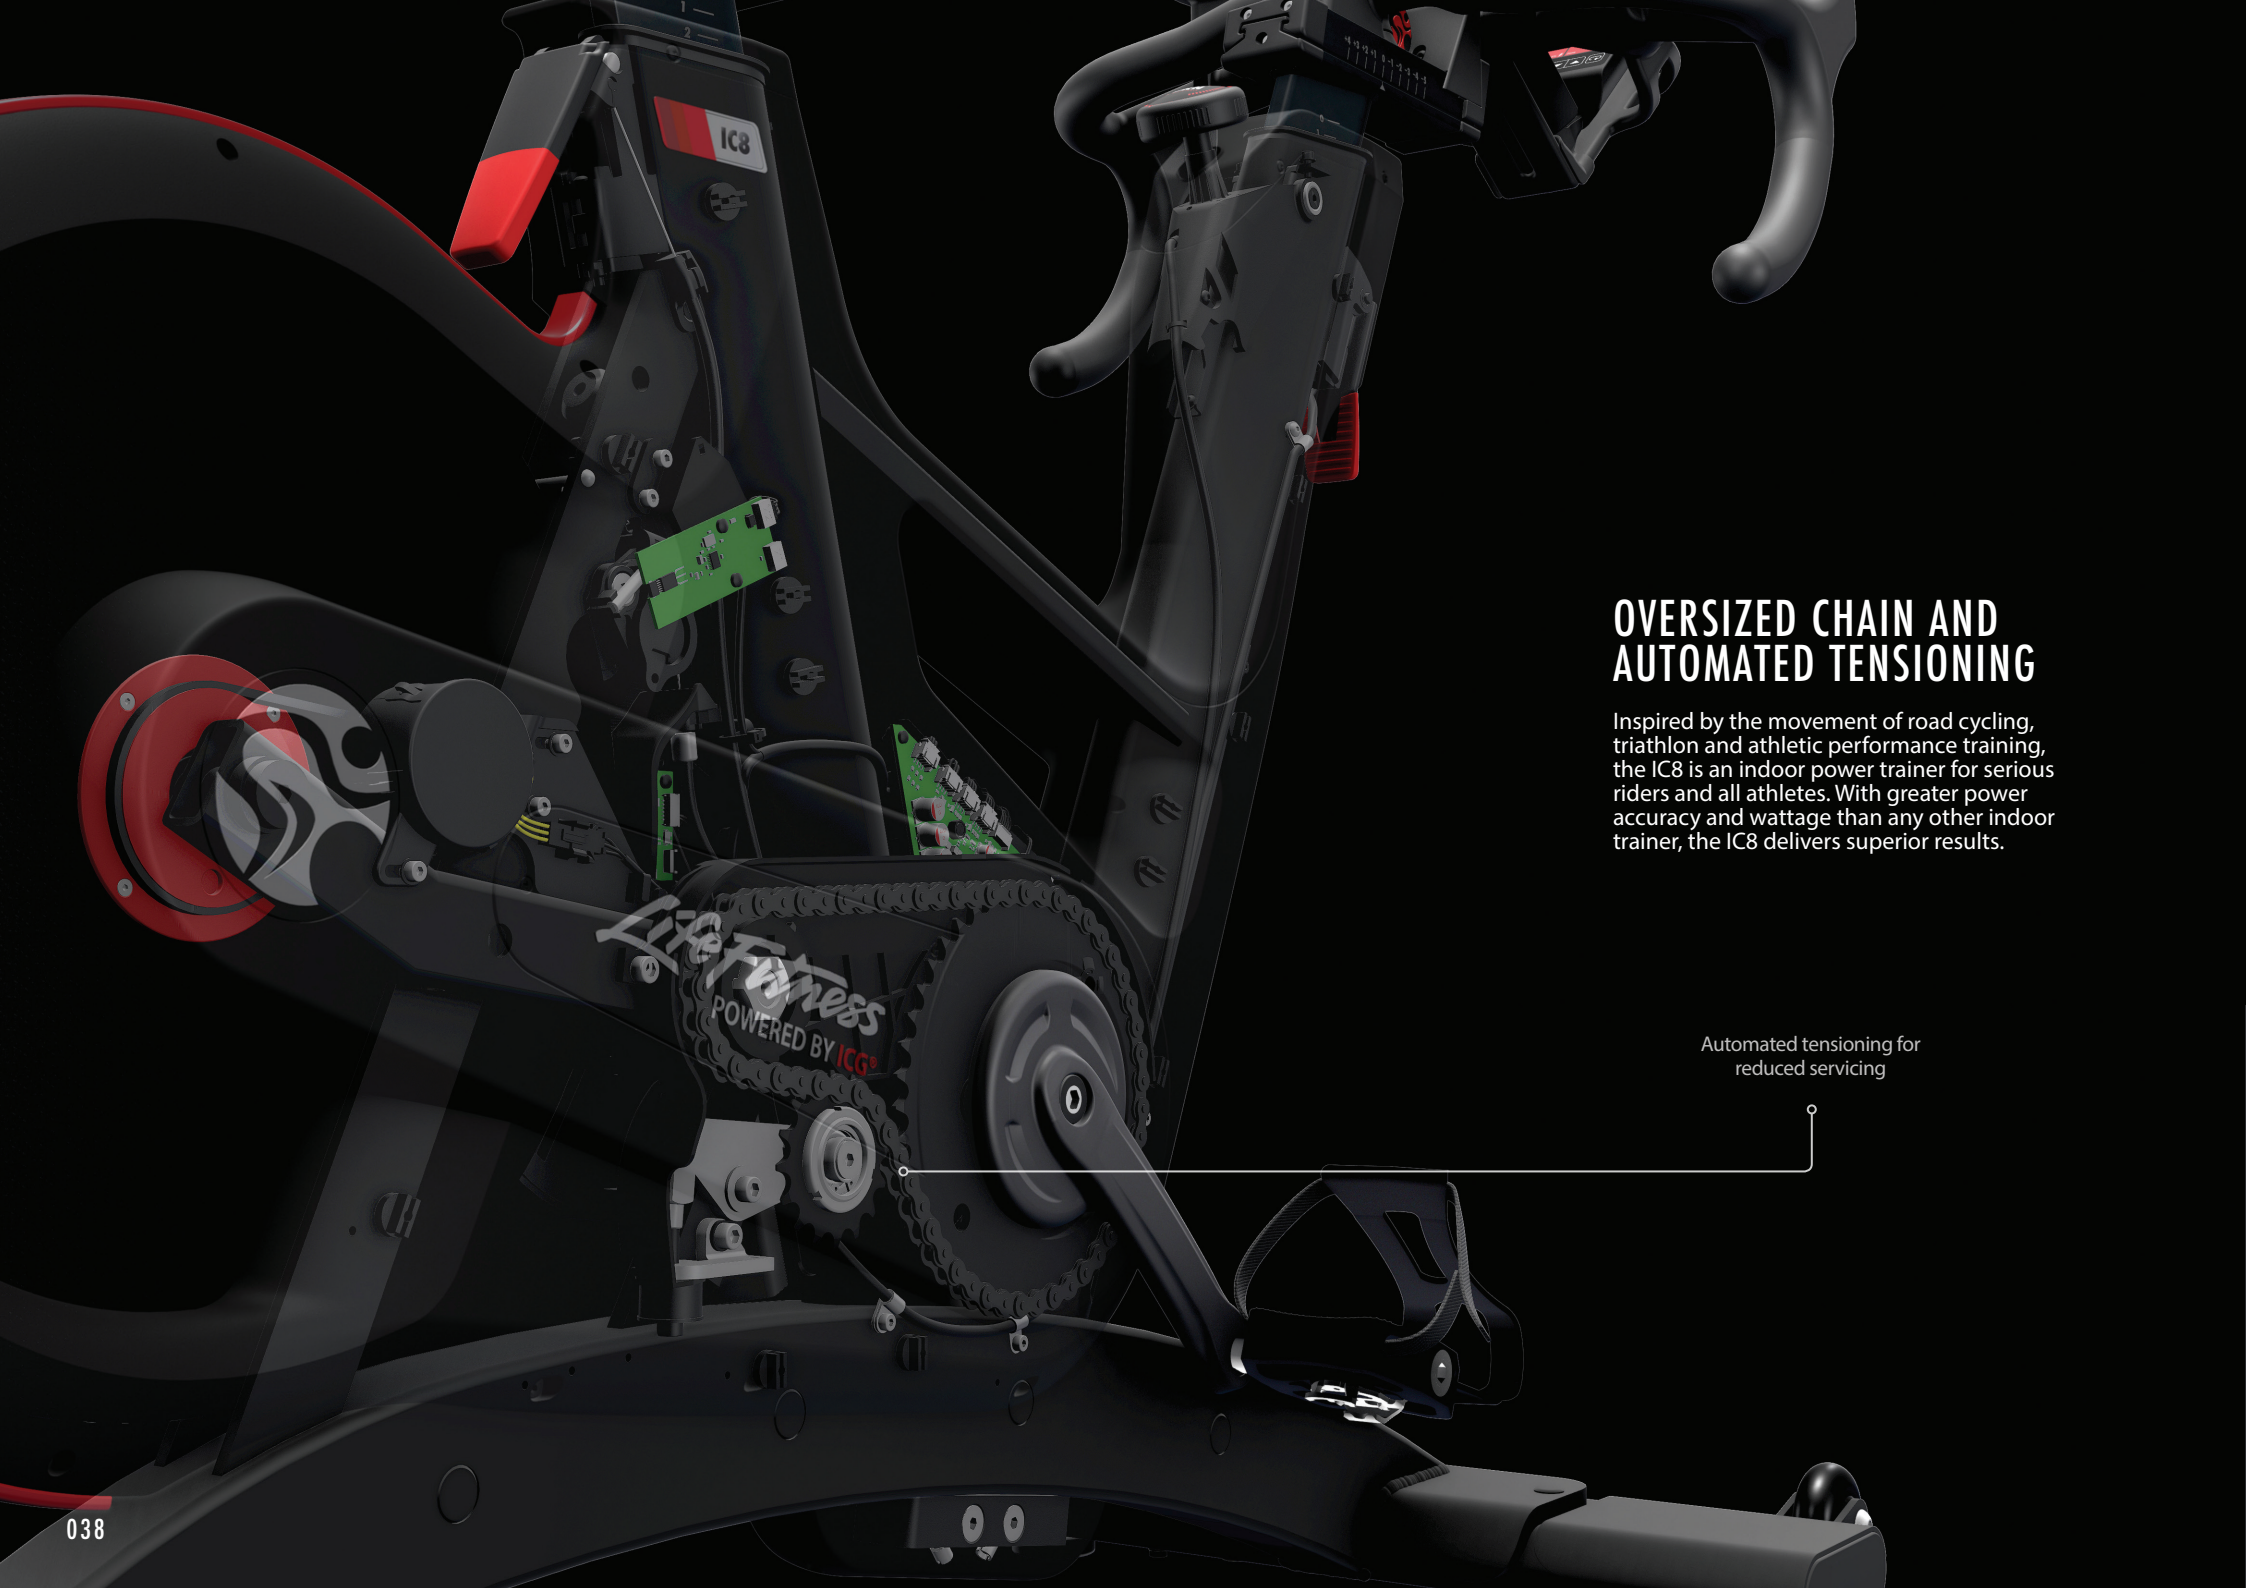 1
2
IC8
OVERSIZED CHAIN AND
AUTOMATED TENSIONING
Inspired by the movement of road cycling,
triathlon and athletic performance training,
the IC8 is an indoor power trainer for serious
riders and all athletes. With greater power
accuracy and wattage than any other indoor
trainer, the IC8 delivers superior results.
Life Fitness
POWERED BY ICG®
Automated tensioning for
reduced servicing
038